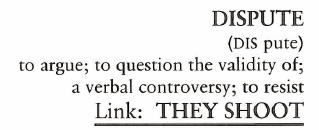 DISPUTE
(DIS pute)
to argue; to question the validity of;
a verbal controversy; to resist
Link: THEY SHOOT